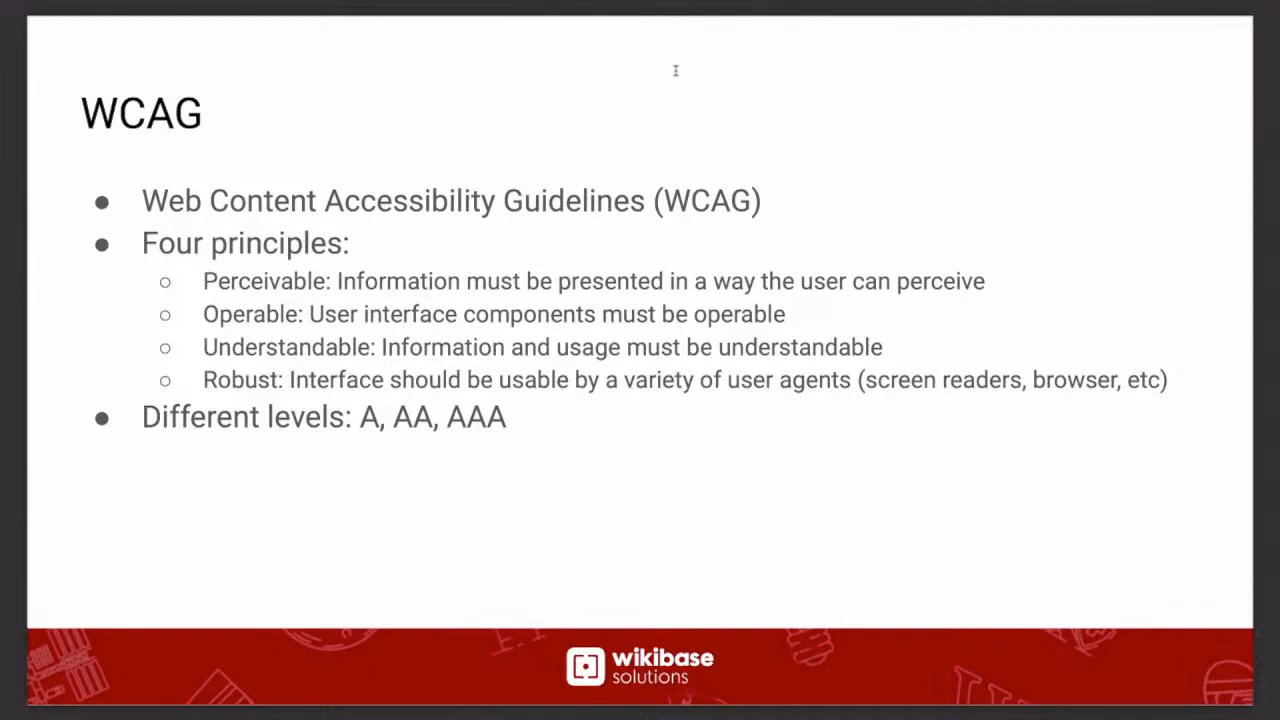 WCAG
● Web Content Accessibility Guidelines (WCAG)
● Four principles:
○ Perceivable: Information must be presented in a way the user can perceive
○ Operable: User interface components must be operable
○ Understandable: Information and usage must be understandable
○ Robust: Interface should be usable by a variety of user agents (screen readers, browser, etc)
● Different levels: A, AA, AAA
wikibase
solutions